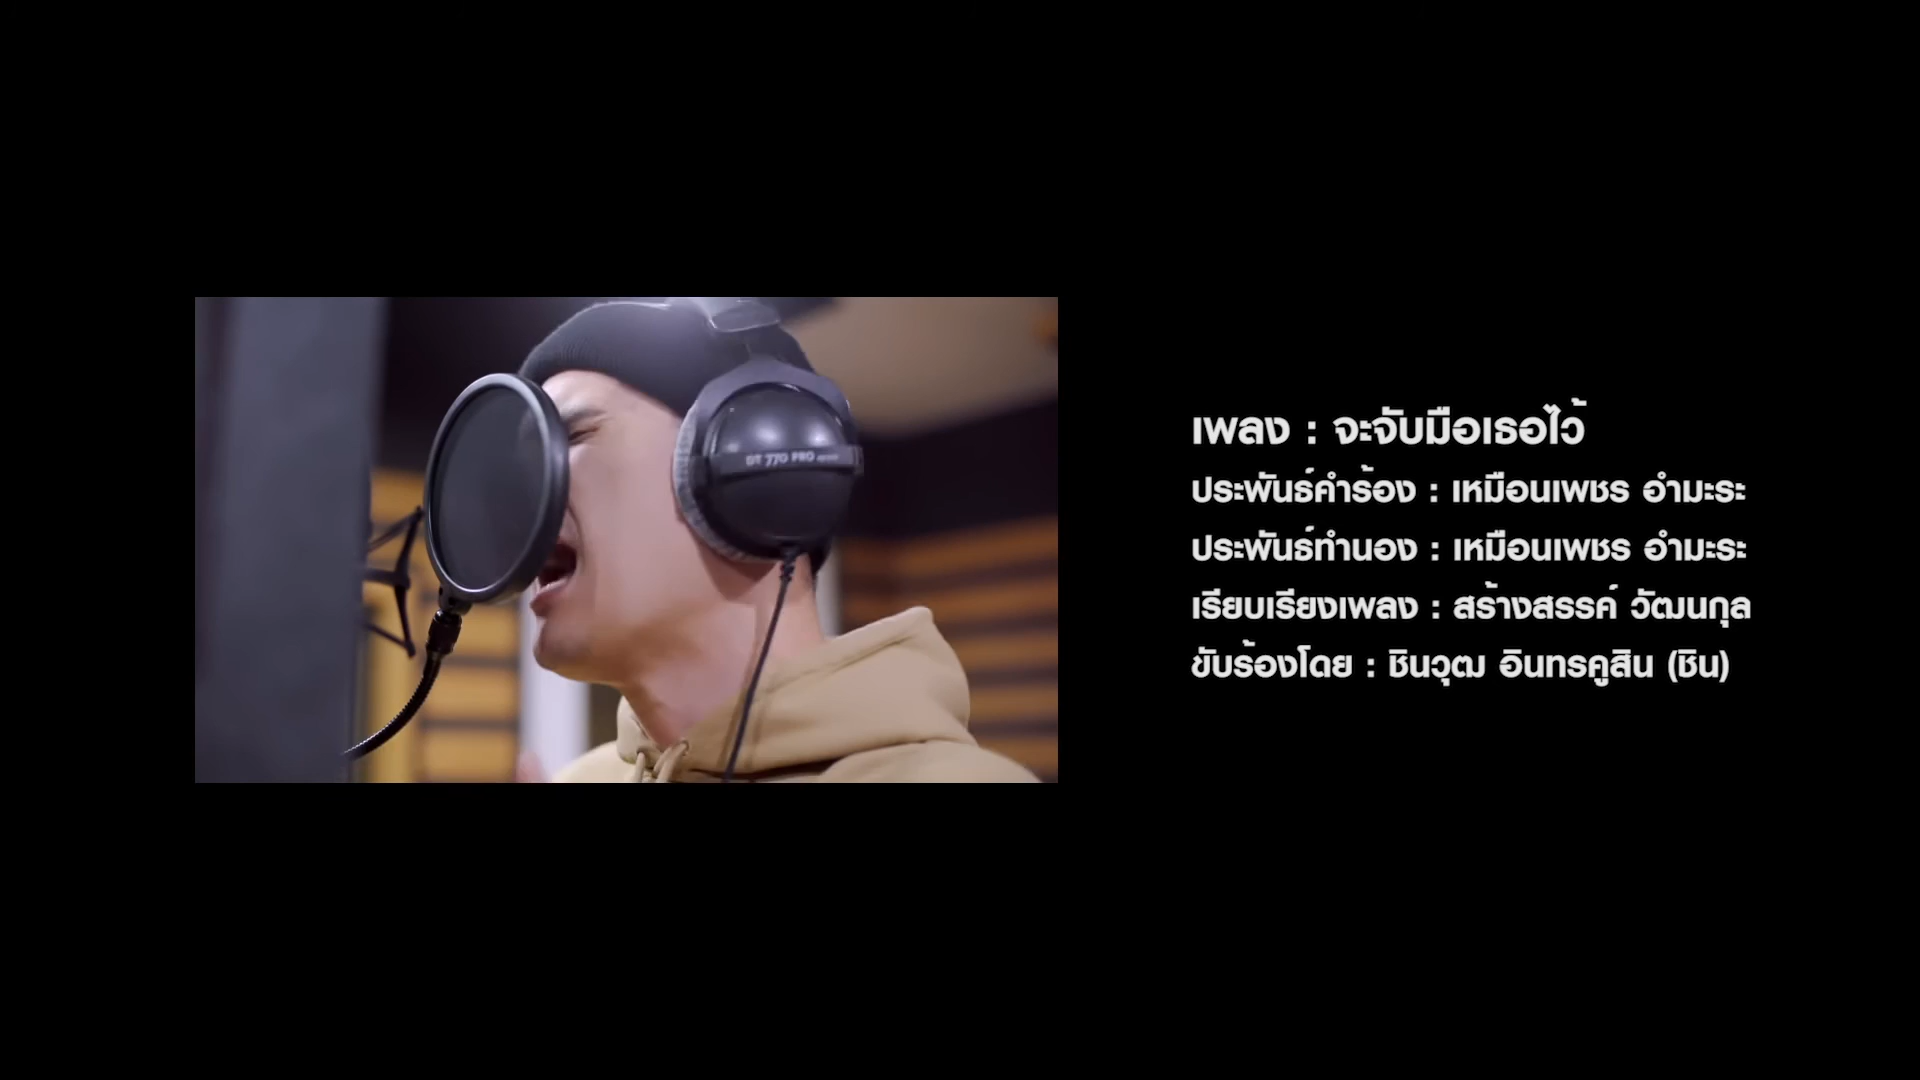 DT 770 PRO
เพลง : จะจับมือเธอไว้
ประพันธ์คำร้อง : เหมือนเพชร อำมะระ
ประพันธ์ทำนอง : เหมือนเพชร อำมะระ
เรียบเรียงเพลง : สร้างสรรค์ วัฒนกุล
ขับร้องโดย : ชินวุฒ อินทรคูสิน (ชิน)